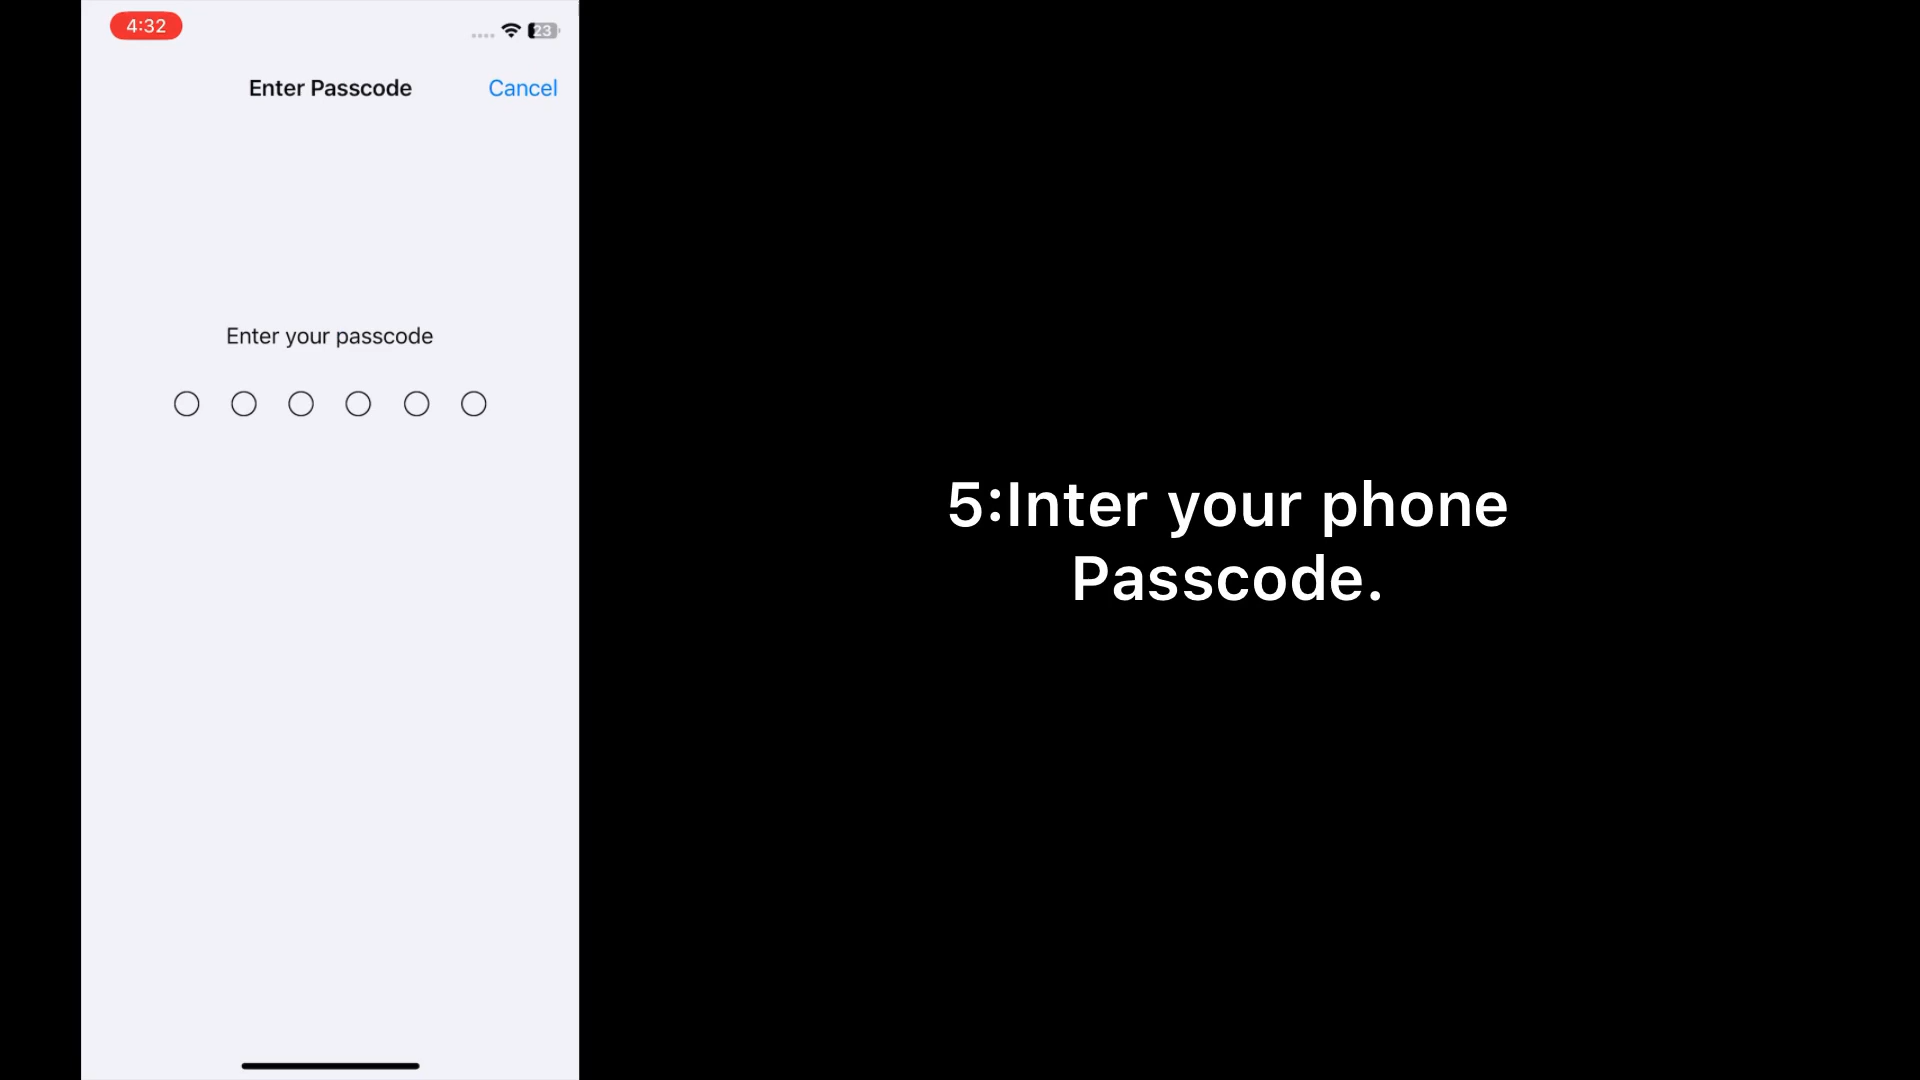 4:32
23
Enter Passcode
Cancel
Enter your passcode
5:Inter your phone
Passcode.